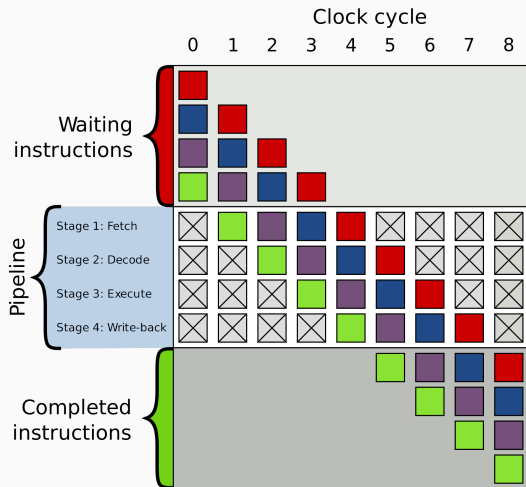 Clock cycle
0 1 2 3 4 5 6 7 8
Waiting
instructions
Pipeline
Stage 1: Fetch
Stage 2: Decode
Stage 3: Execute
Stage 4: Write-back
Completed
instructions